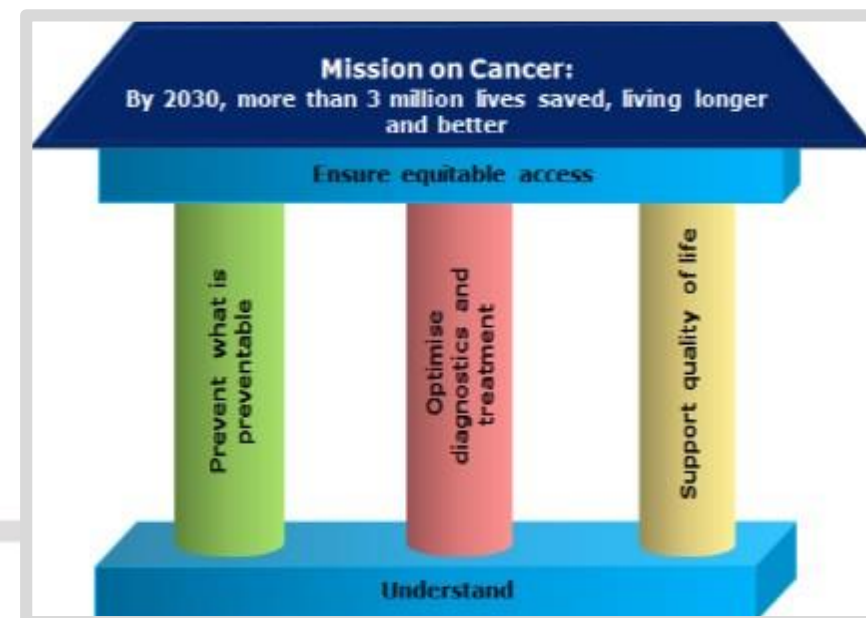 Mission on Cancer:
By 2030, more than 3 million lives saved, living longer
and better
Ensure equitable access
Prevent what is
preventable
Optimise
diagnostics and
treatment
Support quality of life
Understand